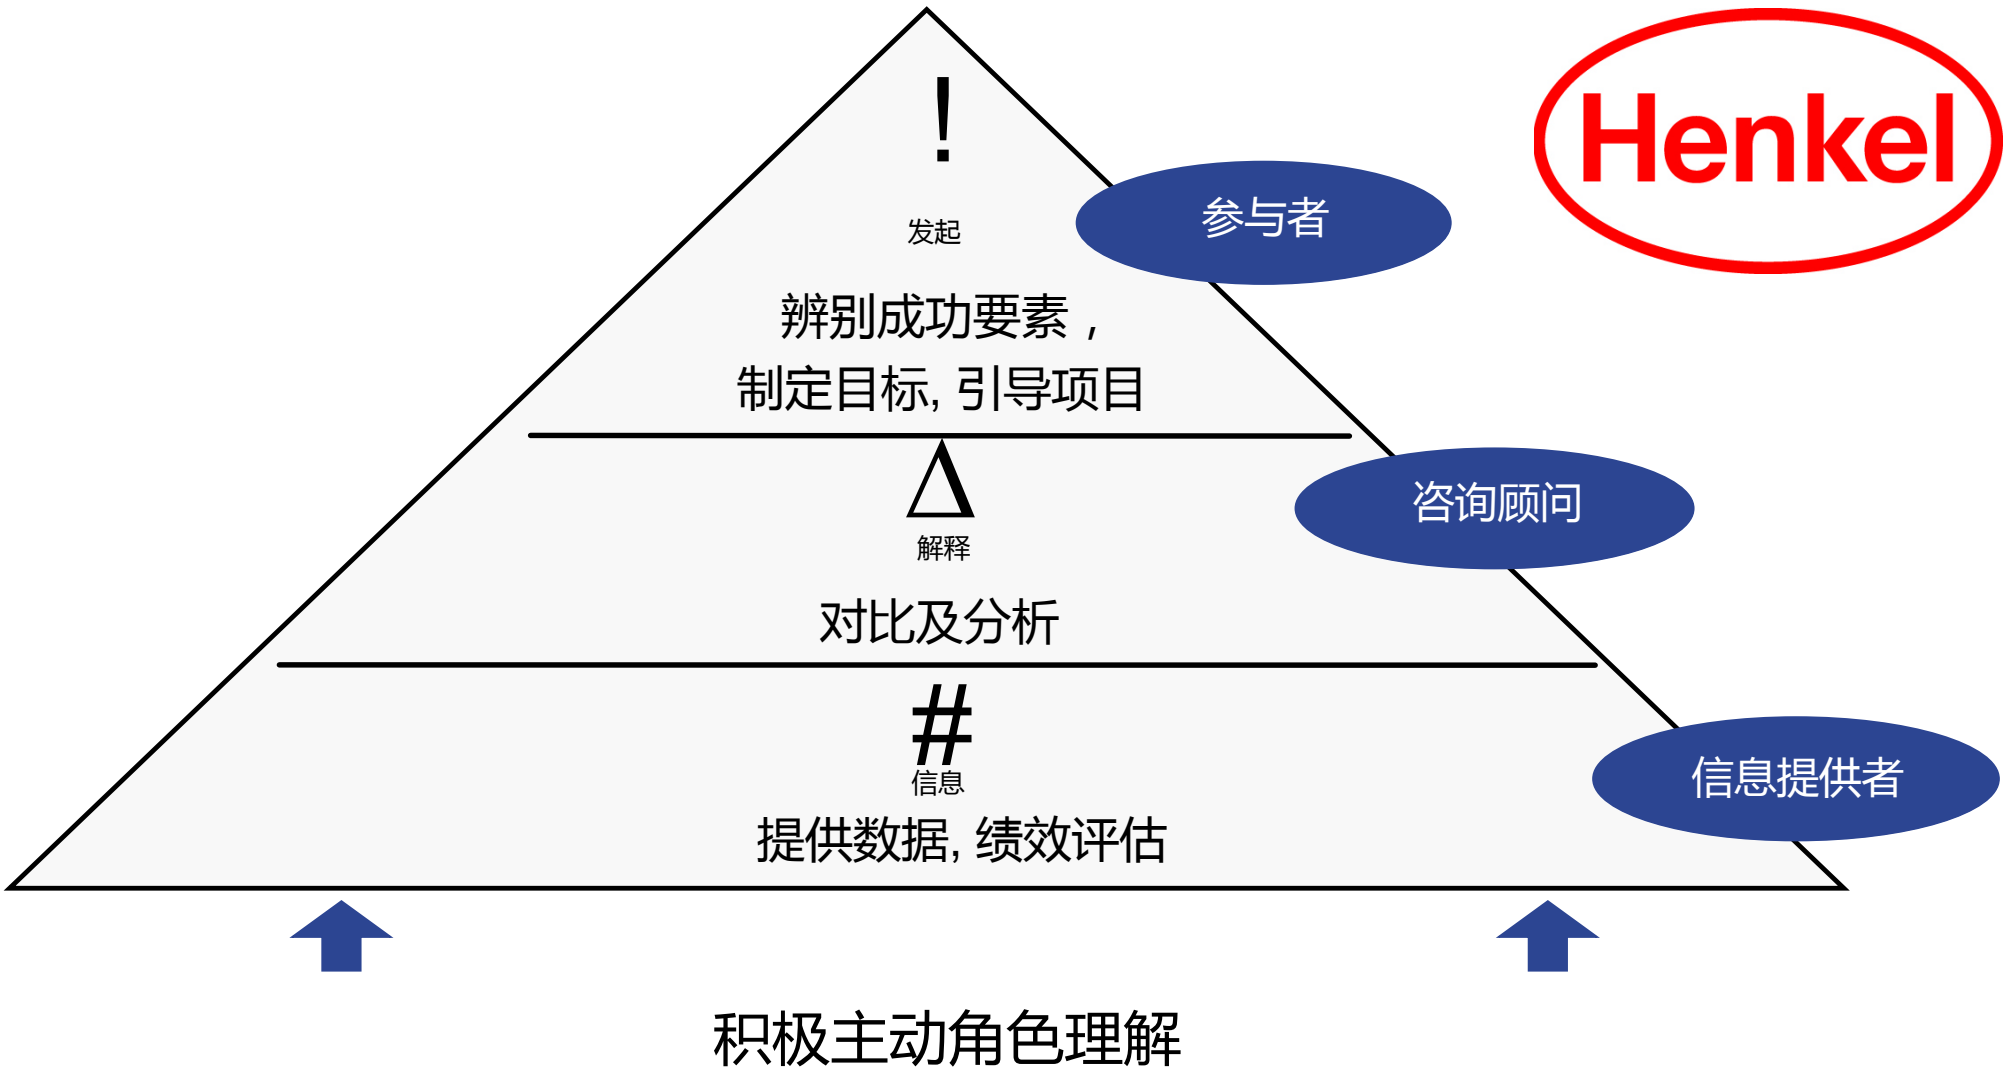 !
Henkel
参与者
发起
辨别成功要素，
制定目标, 引导项目
Δ
咨询顾问
解释
对比及分析
#
信息提供者
信息
提供数据, 绩效评估
积极主动角色理解